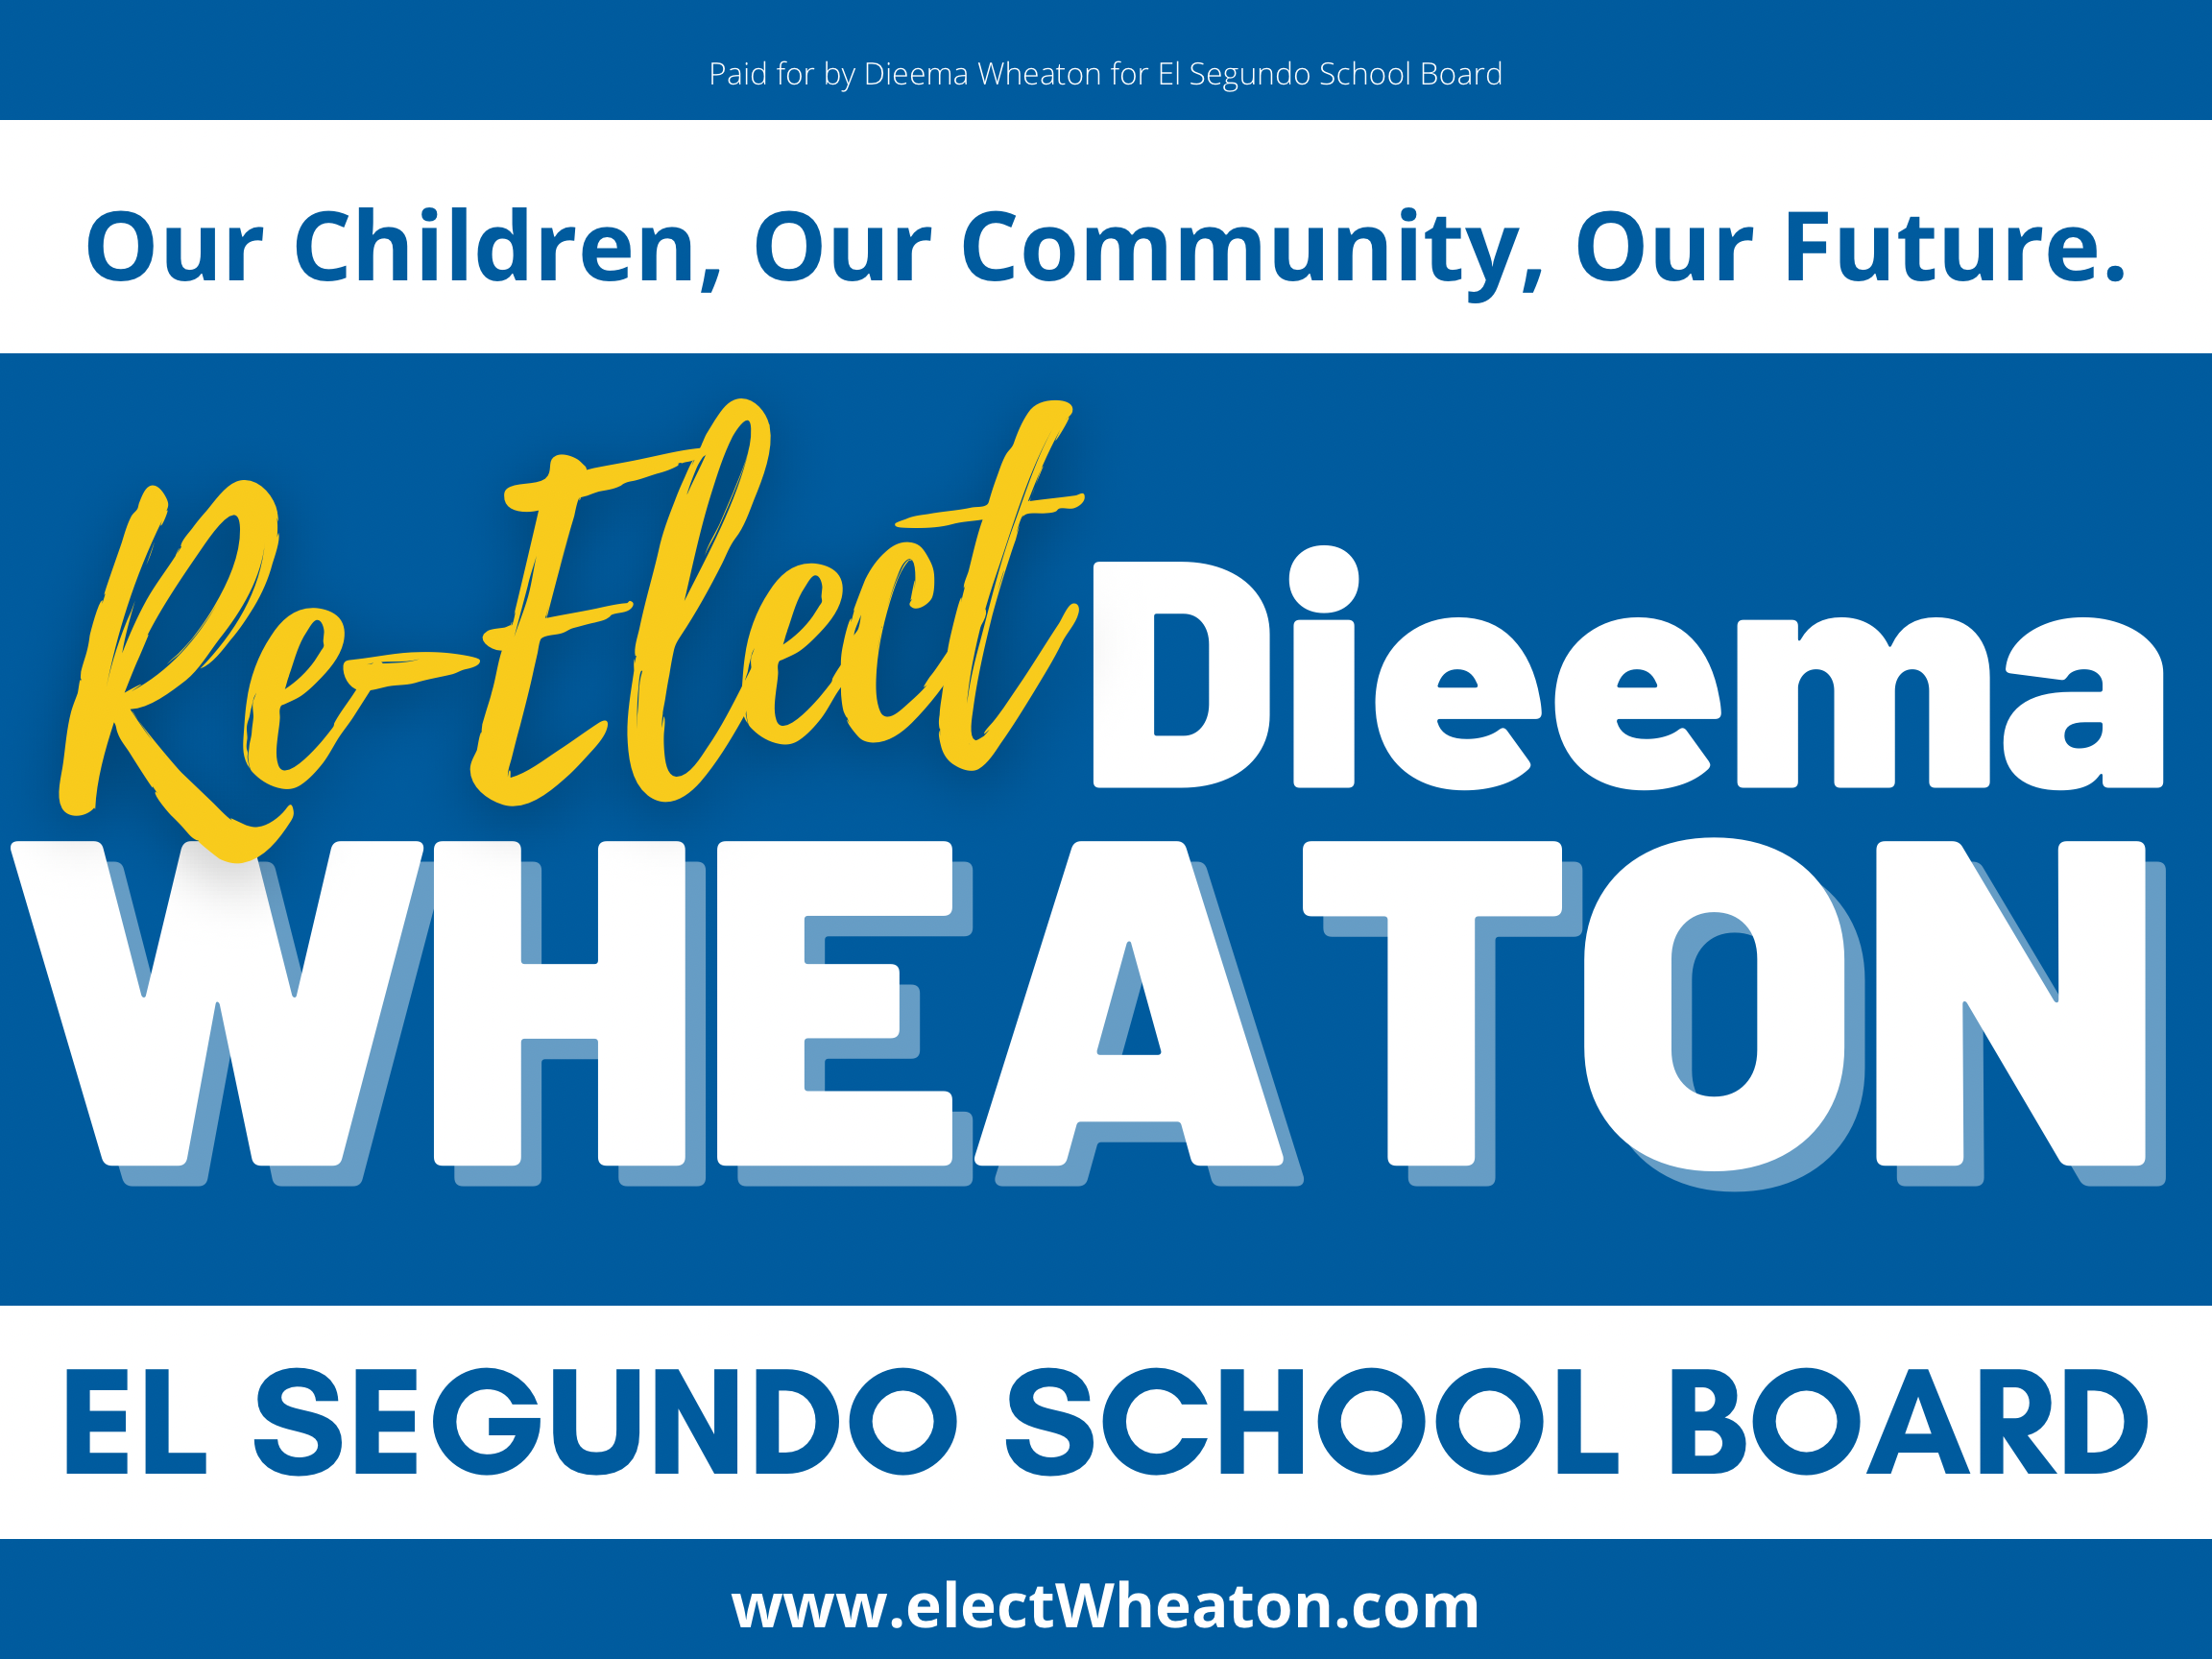 Paid for by Dieema Wheaton for El Segundo School Board
Our Children, Our Community, Our Future.
Re-Elect Dieema
WHEATON
EL SEGUNDO SCHOOL BOARD
www.electWheaton.com